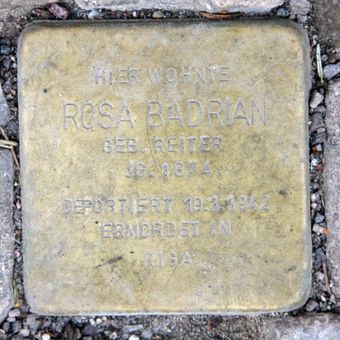 HIER WOHNTE
ROSA BADRIAN
GEB. REITER
JG. 1874
DEPORTIERT 19.1.1942
ERMORDET IN
RIGA